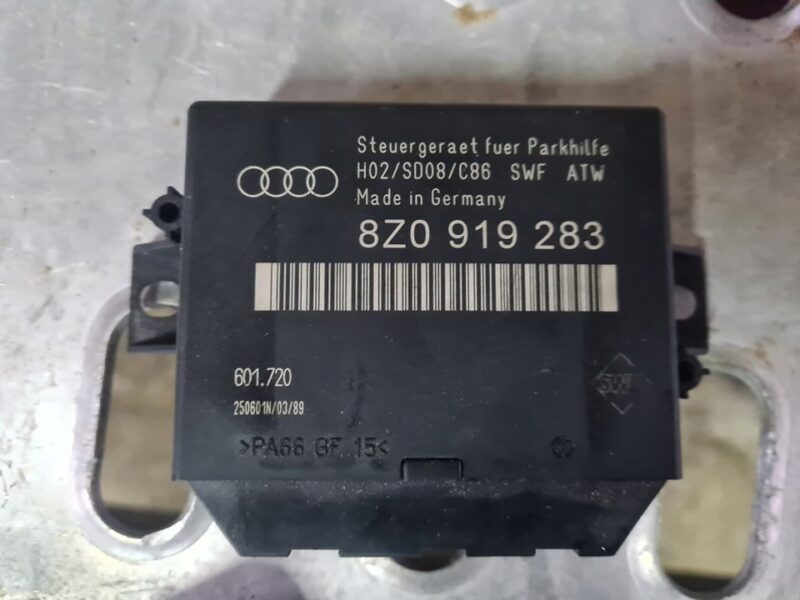 Steuergeraet fuer Parkhilfe
H02/SD08/C86 SWF ATW
Made in Germany
8Z0 919 283
601.720
250601N/03/89
SWF
>PA66 GF 15<